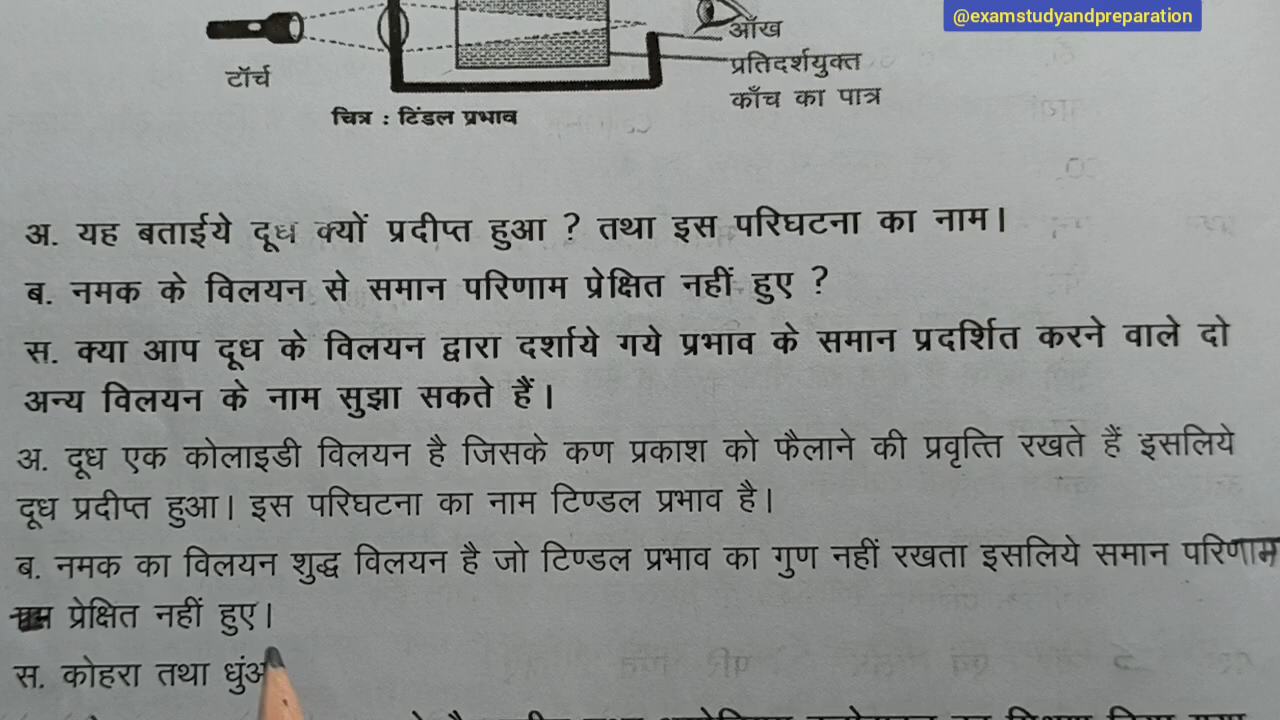 @examstudyandpreparation
आँख
टॉर्च
प्रतिदर्शयुक्त
काँच का पात्र
चित्र : टिंडल प्रभाव
अ. यह बताईये दूध क्यों प्रदीप्त हुआ ? तथा इस परिघटना का नाम।
ब. नमक के विलयन से समान परिणाम प्रेक्षित नहीं हुए ?
स. क्या आप दूध के विलयन द्वारा दर्शाये गये प्रभाव के समान प्रदर्शित करने वाले दो
अन्य विलयन के नाम सुझा सकते हैं।
अ. दूध एक कोलाइडी विलयन है जिसके कण प्रकाश को फैलाने की प्रवृत्ति रखते हैं इसलिये
दूध प्रदीप्त हुआ। इस परिघटना का नाम टिण्डल प्रभाव है।
ब. नमक का विलयन शुद्ध विलयन है जो टिण्डल प्रभाव का गुण नहीं रखता इसलिये समान परिणाम
प्रेक्षित नहीं हुए।
स. कोहरा तथा धुंअ